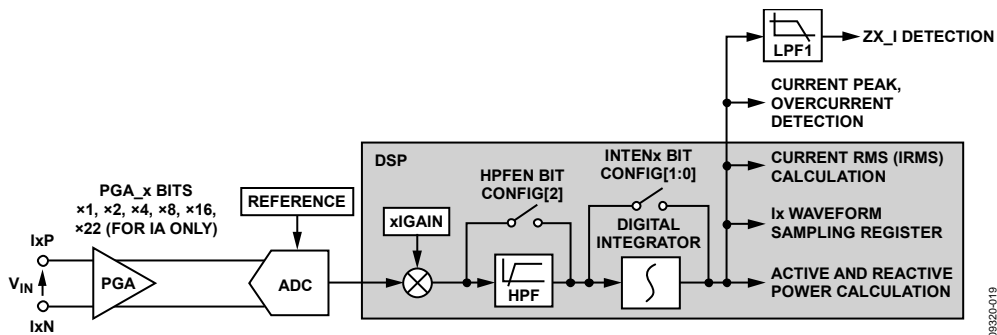 LPF1
ZX_I DETECTION
CURRENT PEAK,
OVERCURRENT
DETECTION
DSP
HPFEN BIT
CONFIG[2]
INTENx BIT
CONFIG[1:0]
CURRENT RMS (IRMS)
CALCULATION
PGA_x BITS
×1, ×2, ×4, ×8, ×16,
×22 (FOR IA ONLY)
REFERENCE
xIGAIN
DIGITAL
INTEGRATOR
Ix WAVEFORM
SAMPLING REGISTER
IxP
VIN
IxN
PGA
ADC
HPF
ACTIVE AND REACTIVE
POWER CALCULATION
09320-019